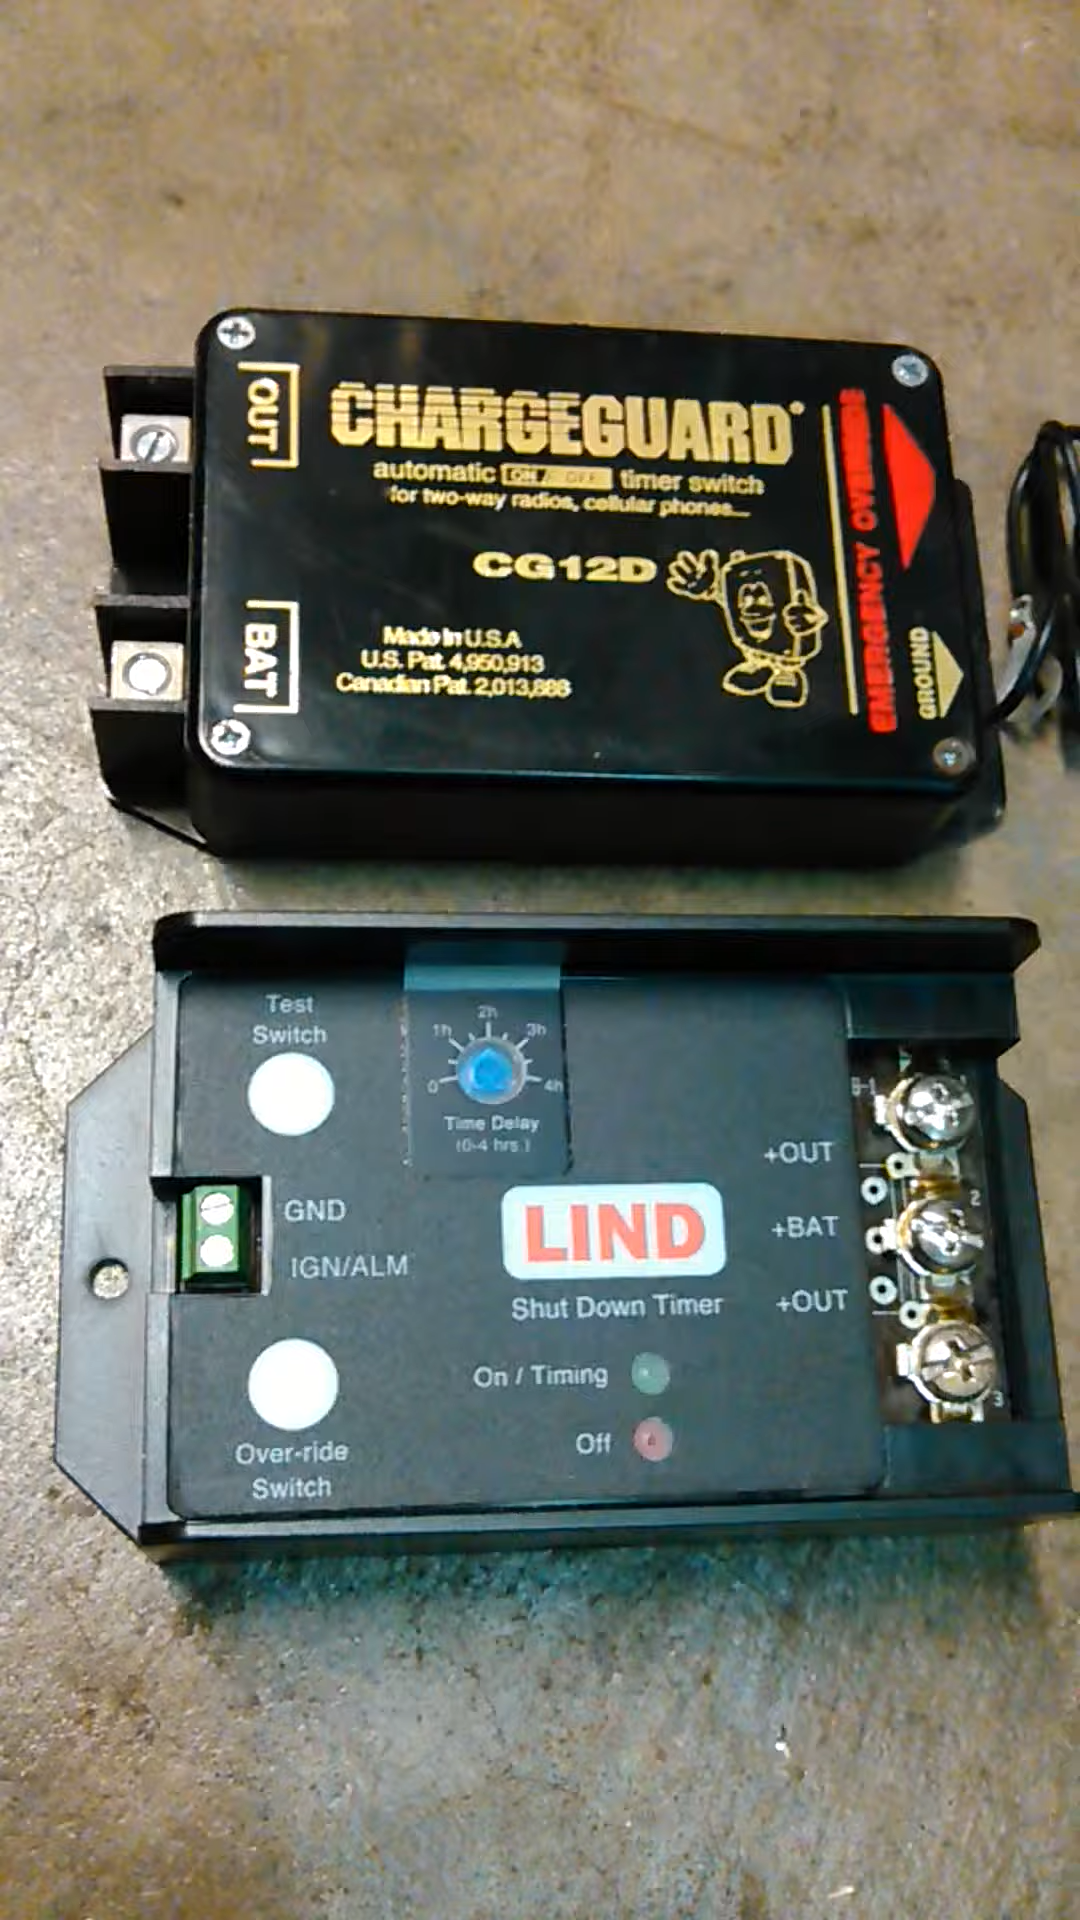 OUT
CHARGEGUARD
automatic ON / OFF timer switch
for two-way radios, cellular phones...
CG12D
BAT
Made In U.S.A
U.S. Pat. 4,950,913
Canadian Pat. 2,013,888
EMERGENCY OVERRIDE
GROUND
Test
Switch
0 1h 2h 3h 4h
Time Delay
(0-4 hrs.)
GND
IGN/ALM
LIND
Shut Down Timer
+OUT
+BAT
+OUT
2
3
On / Timing
Off
Over-ride
Switch